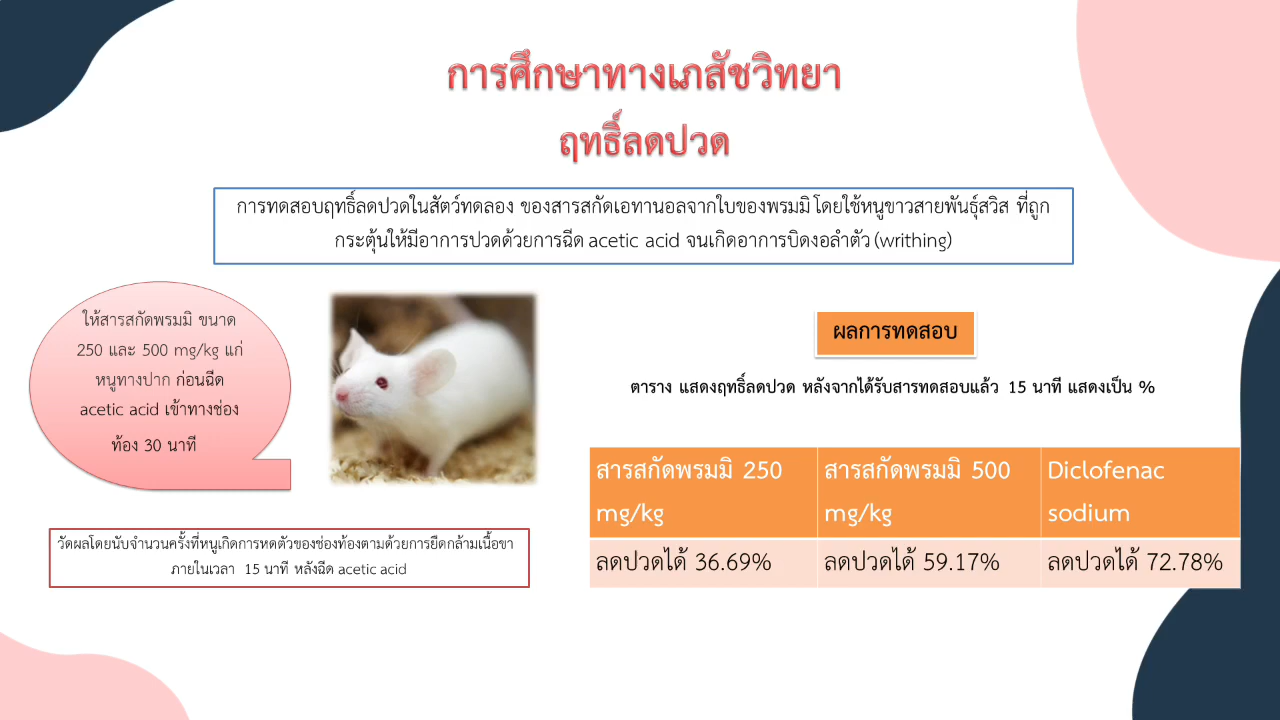 การศึกษาทางเภสัชวิทยา
ฤทธิ์ลดปวด
การทดสอบฤทธิ์ลดปวดในสัตว์ทดลอง ของสารสกัดเอทานอลจากใบของพรมมิ โดยใช้หนูขาวสายพันธุ์สวิส ที่ถูก
กระตุ้นให้มีอาการปวดด้วยการฉีด acetic acid จนเกิดอาการบิดงอลำตัว (writhing)
ให้สารสกัดพรมมิ ขนาด
250 และ 500 mg/kg แก่
หนูทางปาก ก่อนฉีด
acetic acid เข้าทางช่อง
ท้อง 30 นาที
วัดผลโดยนับจำนวนครั้งที่หนูเกิดการหดตัวของช่องท้องตามด้วยการยืดกล้ามเนื้อขา
ภายในเวลา 15 นาที หลังฉีด acetic acid
ผลการทดสอบ
ตาราง แสดงฤทธิ์ลดปวด หลังจากได้รับสารทดสอบแล้ว 15 นาที แสดงเป็น %
สารสกัดพรมมิ 250 mg/kg
สารสกัดพรมมิ 500 mg/kg
Diclofenac sodium
ลดปวดได้ 36.69%
ลดปวดได้ 59.17%
ลดปวดได้ 72.78%